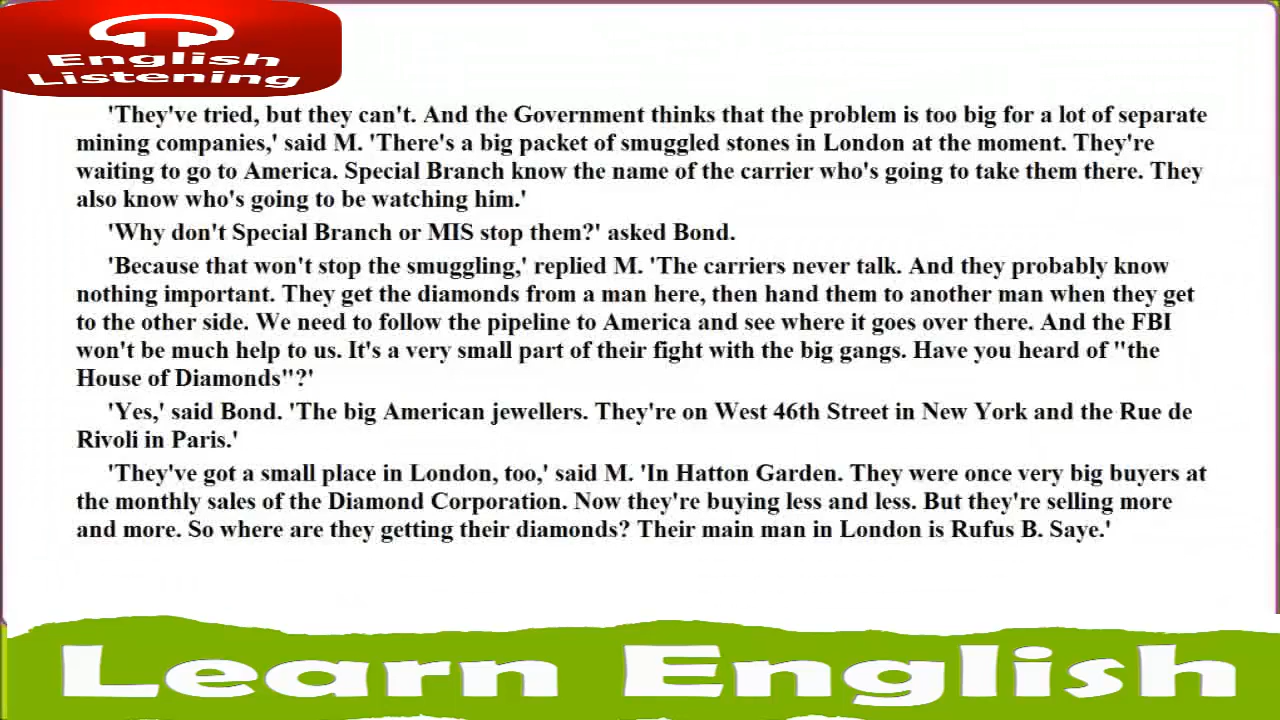 English
Listening
'They've tried, but they can't. And the Government thinks that the problem is too big for a lot of separate
mining companies,' said M. 'There's a big packet of smuggled stones in London at the moment. They're
waiting to go to America. Special Branch know the name of the carrier who's going to take them there. They
also know who's going to be watching him.'
'Why don't Special Branch or MIS stop them?' asked Bond.
'Because that won't stop the smuggling,' replied M. 'The carriers never talk. And they probably know
nothing important. They get the diamonds from a man here, then hand them to another man when they get
to the other side. We need to follow the pipeline to America and see where it goes over there. And the FBI
won't be much help to us. It's a very small part of their fight with the big gangs. Have you heard of "the
House of Diamonds"?'
'Yes,' said Bond. 'The big American jewellers. They're on West 46th Street in New York and the Rue de
Rivoli in Paris.'
'They've got a small place in London, too,' said M. 'In Hatton Garden. They were once very big buyers at
the monthly sales of the Diamond Corporation. Now they're buying less and less. But they're selling more
and more. So where are they getting their diamonds? Their main man in London is Rufus B. Saye.'
Learn English